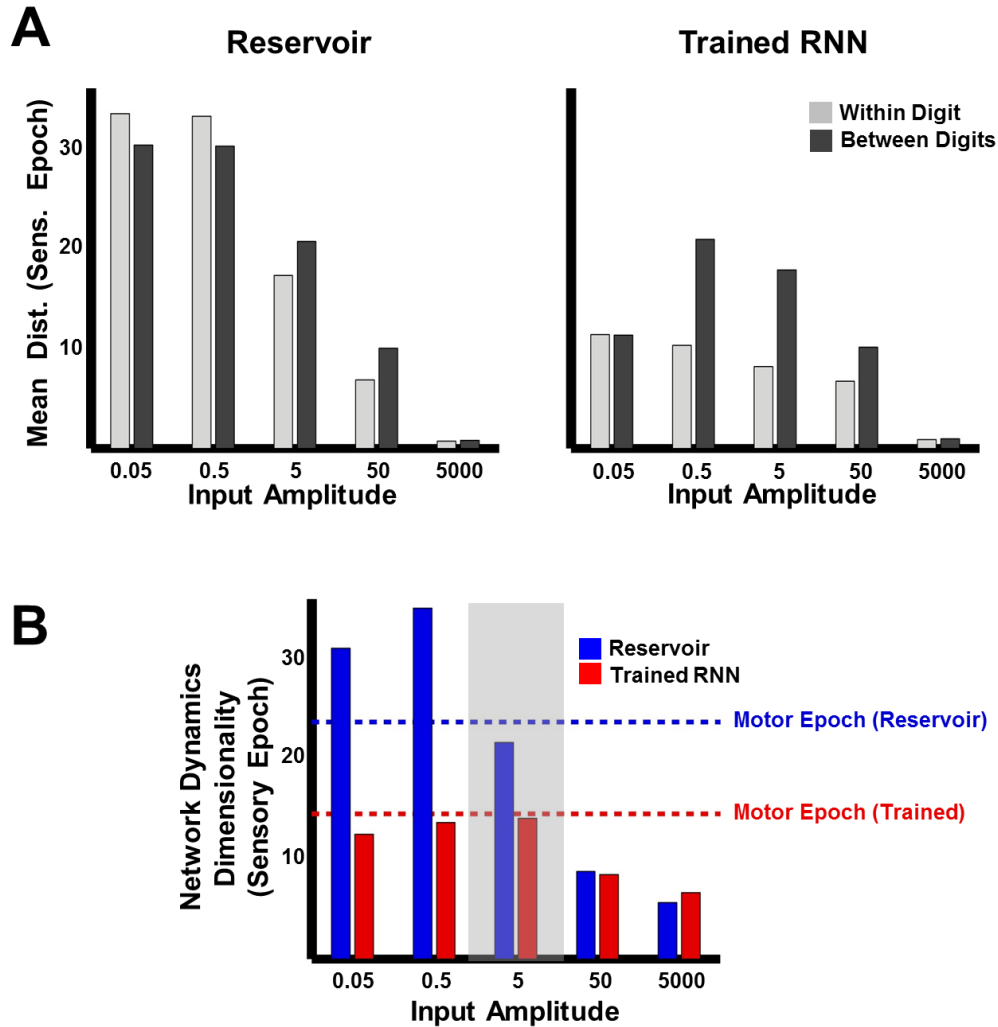 A
Reservoir
Trained RNN
Mean Dist. (Sens. Epoch)
30
20
10
0.05 0.5 5 50 5000
Input Amplitude
Within Digit
Between Digits
0.05 0.5 5 50 5000
Input Amplitude
B
Network Dynamics
Dimensionality
(Sensory Epoch)
30
20
10
Reservoir
Trained RNN
Motor Epoch (Reservoir)
Motor Epoch (Trained)
0.05 0.5 5 50 5000
Input Amplitude